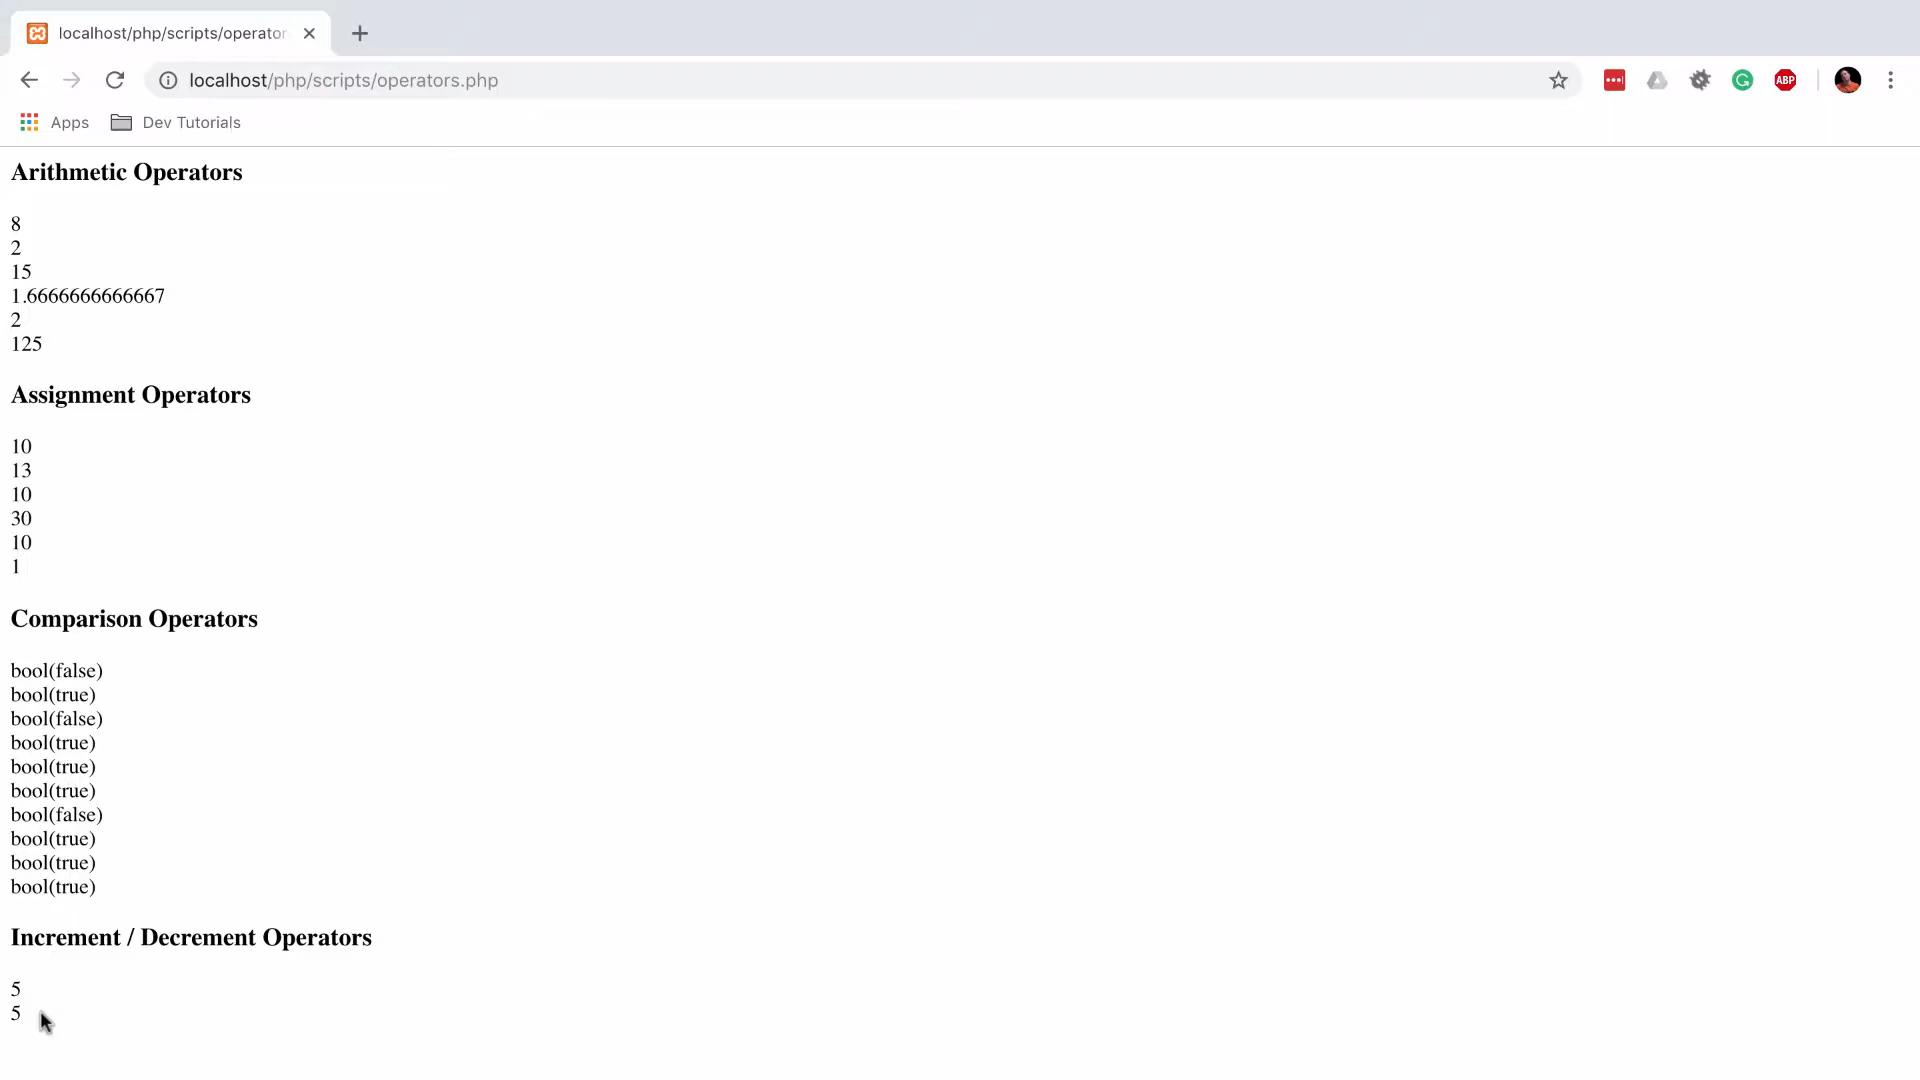 localhost/php/scripts/operator
localhost/php/scripts/operators.php
ABP
Apps
Dev Tutorials
Arithmetic Operators
8
2
15
1.6666666666667
2
125
Assignment Operators
10
13
10
30
10
1
Comparison Operators
bool(false)
bool(true)
bool(false)
bool(true)
bool(true)
bool(true)
bool(false)
bool(true)
bool(true)
bool(true)
Increment / Decrement Operators
5
5